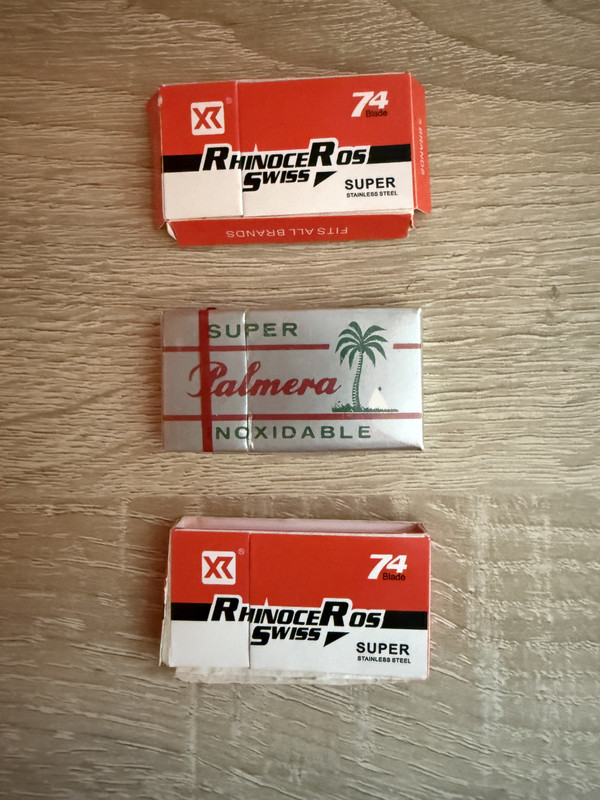 XR ®
74
Blade
RHINOCEROS
SWISS
SUPER
STAINLESS STEEL
FITS ALL BRANDS
BRANDS
SUPER
Palmera
INOXIDABLE
XR ®
74
Blade
RHINOCEROS
SWISS
SUPER
STAINLESS STEEL